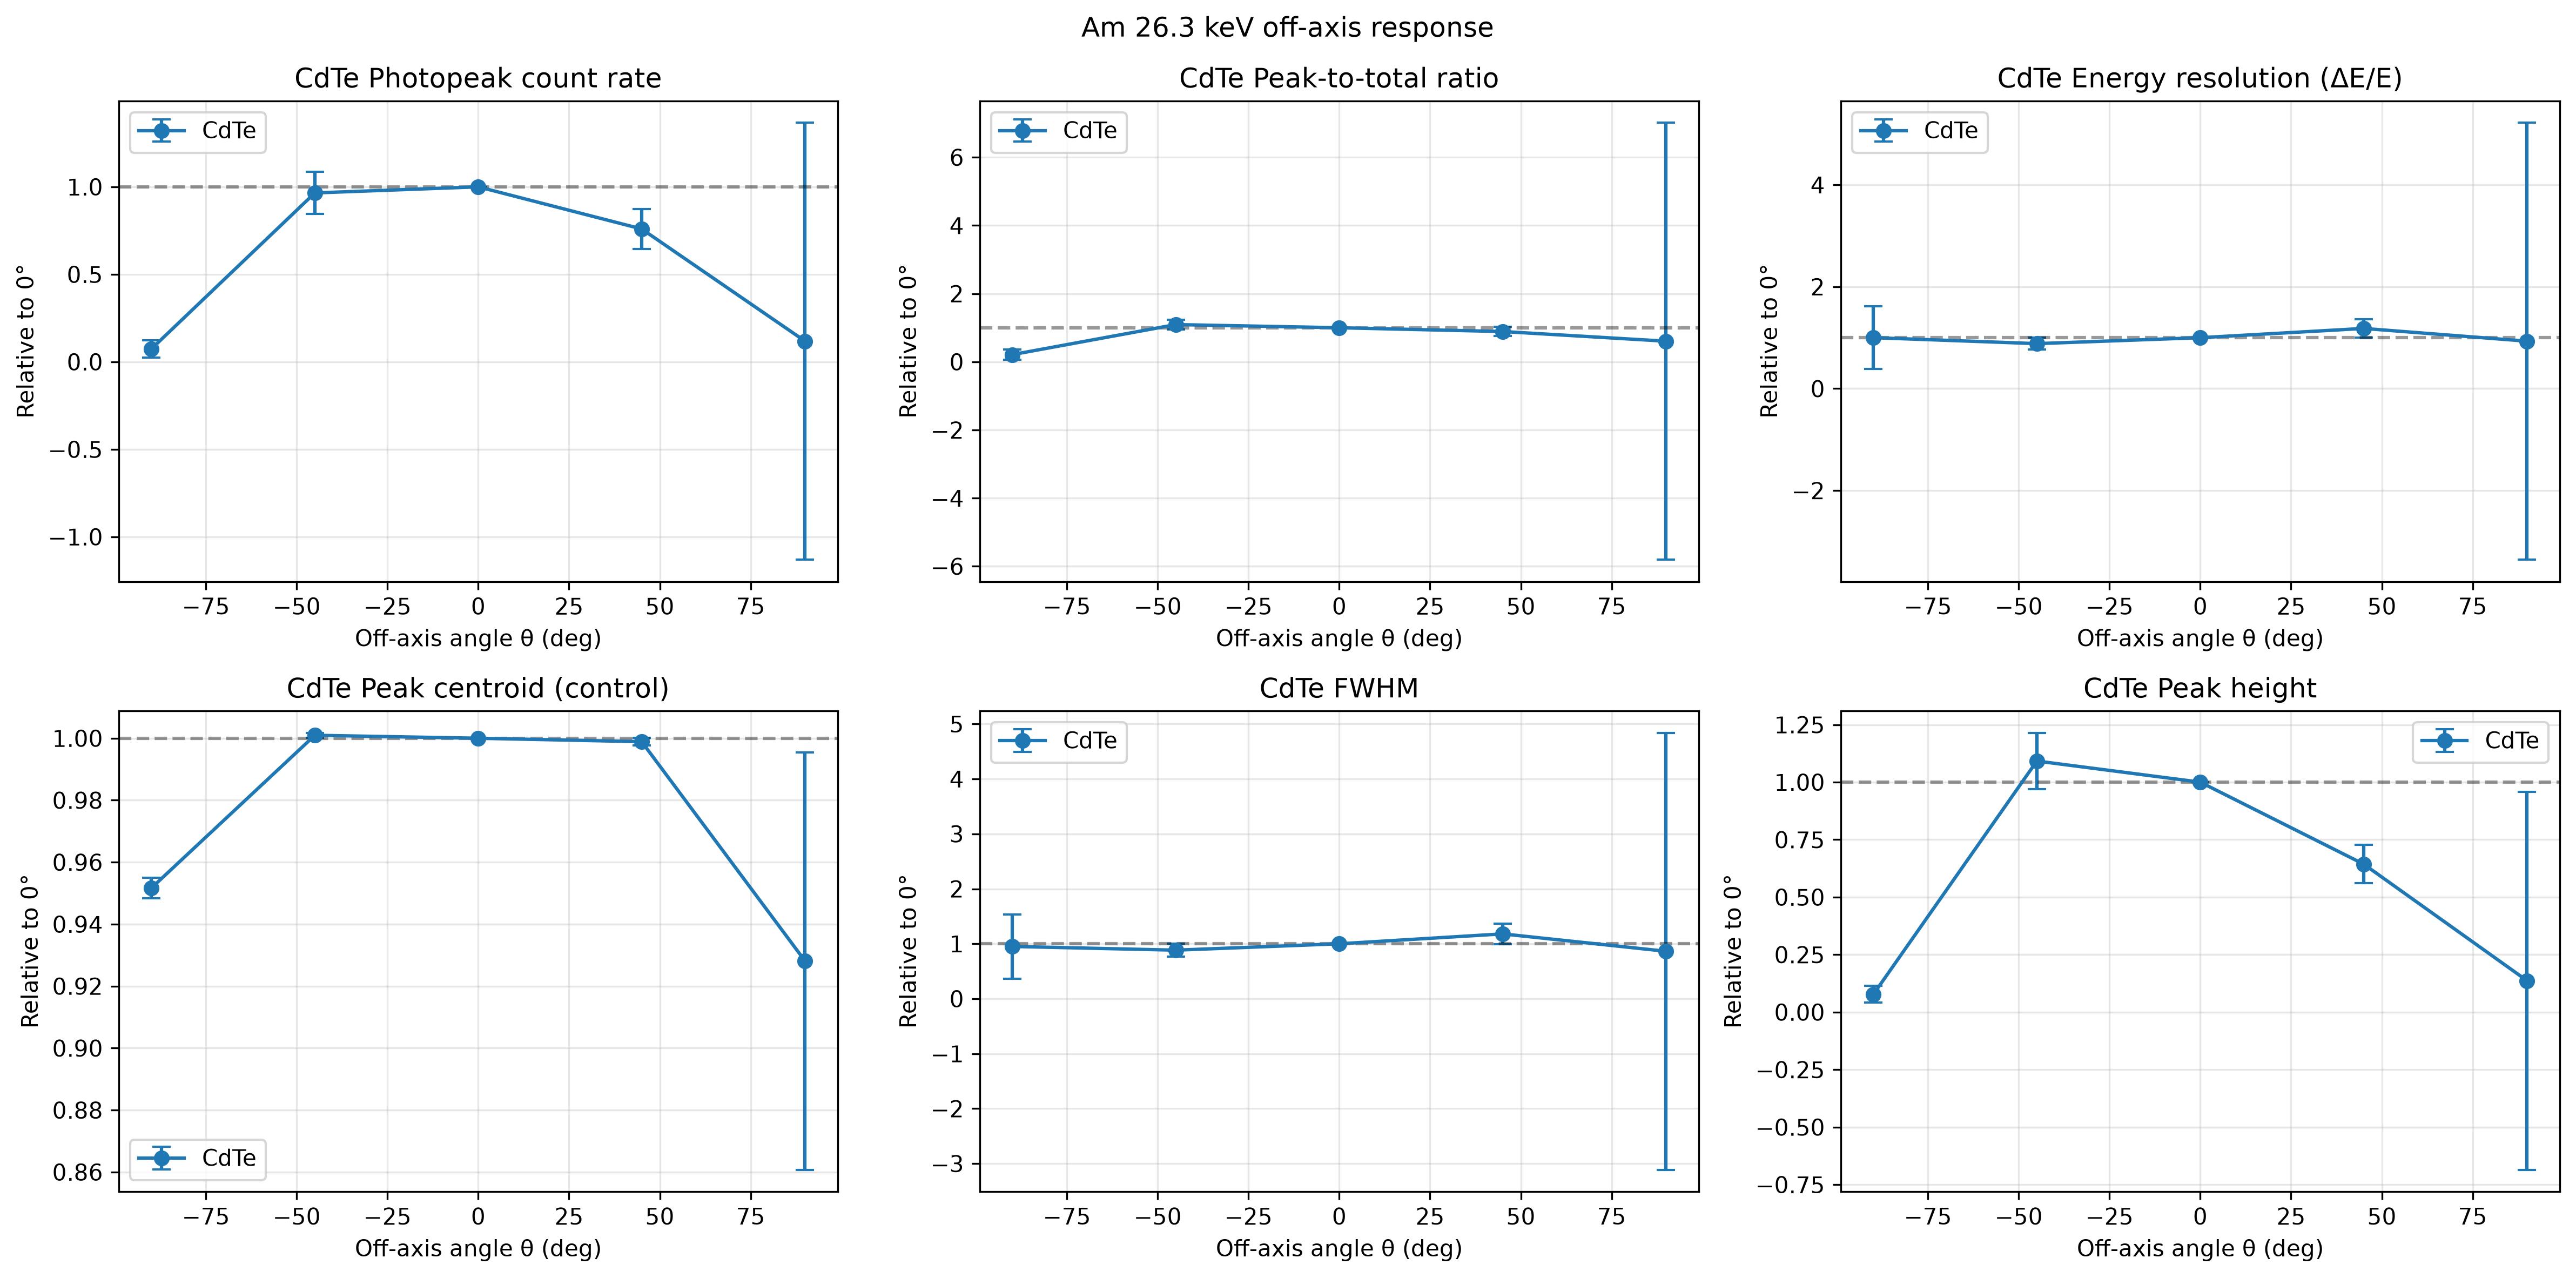 Am 26.3 keV off-axis response
CdTe Photopeak count rate
CdTe
1.0
0.5
0.0
−0.5
−1.0
Relative to 0°
−75 −50 −25 0 25 50 75
Off-axis angle θ (deg)
CdTe Peak-to-total ratio
CdTe
6
4
2
0
−2
−4
−6
Relative to 0°
−75 −50 −25 0 25 50 75
Off-axis angle θ (deg)
CdTe Energy resolution (ΔE/E)
CdTe
4
2
0
−2
Relative to 0°
−75 −50 −25 0 25 50 75
Off-axis angle θ (deg)
CdTe Peak centroid (control)
1.00
0.98
0.96
0.94
0.92
0.90
0.88
0.86
CdTe
Relative to 0°
−75 −50 −25 0 25 50 75
Off-axis angle θ (deg)
CdTe FWHM
CdTe
5
4
3
2
1
0
−1
−2
−3
Relative to 0°
−75 −50 −25 0 25 50 75
Off-axis angle θ (deg)
CdTe Peak height
CdTe
1.25
1.00
0.75
0.50
0.25
0.00
−0.25
−0.50
−0.75
Relative to 0°
−75 −50 −25 0 25 50 75
Off-axis angle θ (deg)